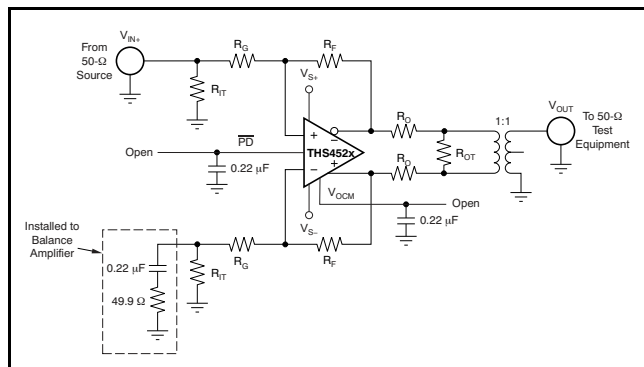 From
50-Ω
Source
V_IN+
R_IT
R_G
R_F
V_S+
PD
Open
0.22 µF
+
−
THS452x
−
+
V_S−
V_OCM
Open
0.22 µF
R_O
R_O
R_OT
1:1
V_OUT
To 50-Ω
Test
Equipment
Installed to
Balance
Amplifier
0.22 µF
49.9 Ω
R_IT
R_G
R_F